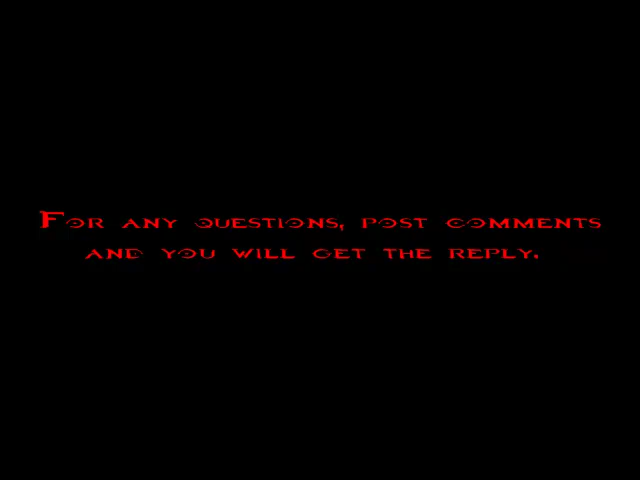 For any questions, post comments
and you will get the reply.